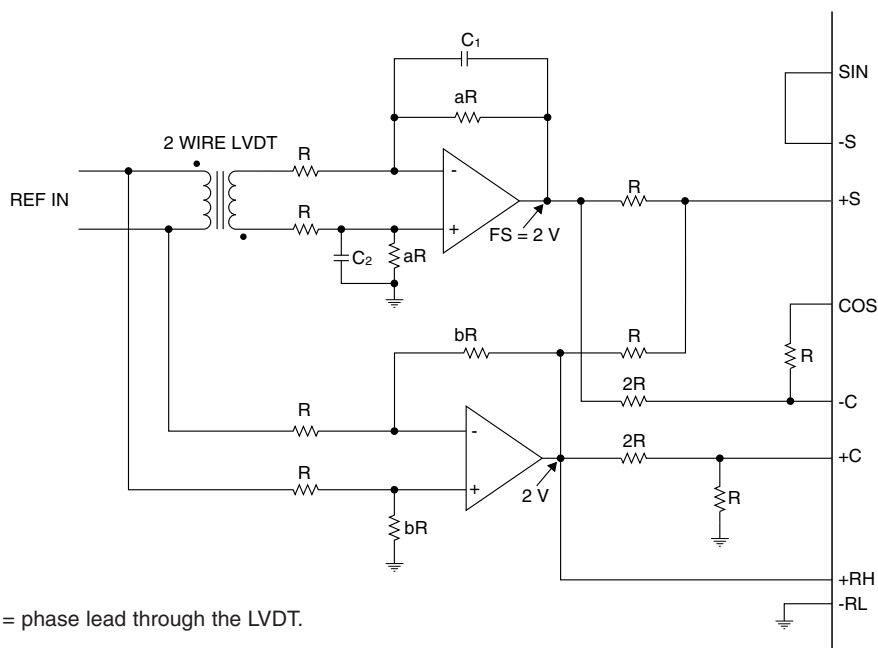 C₁
aR
SIN
2 WIRE LVDT
R
-
-S
REF IN
R
+S
R
+
FS = 2 V
C₂
aR
COS
bR
R
R
2R
-C
R
-
2R
+C
R
+
2 V
R
bR
+RH
-RL
= phase lead through the LVDT.